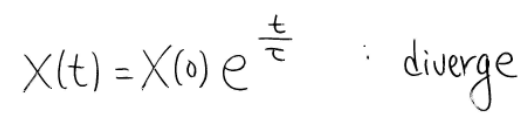 X(t) = X(0) e^{t/τ} : diverge